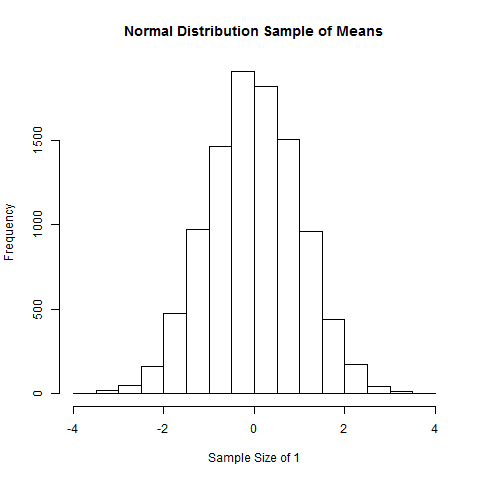 Normal Distribution Sample of Means
Frequency
1500
1000
500
0
-4 -2 0 2 4
Sample Size of 1